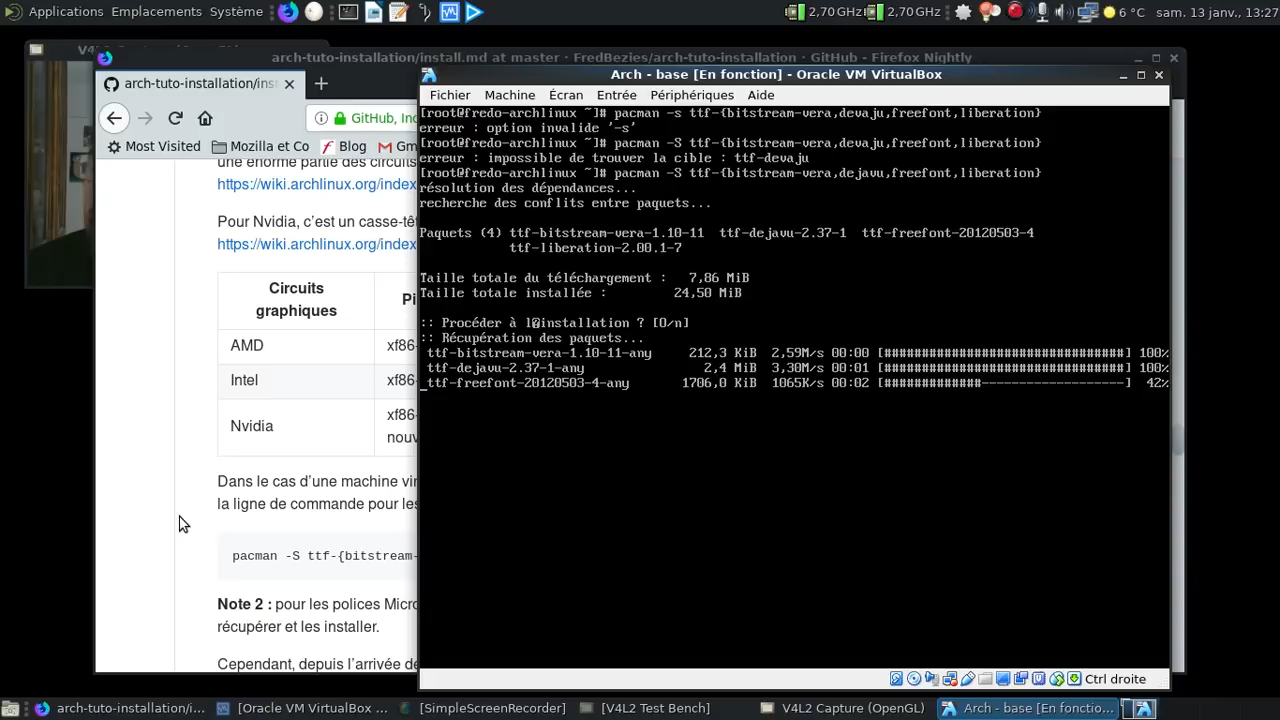 Applications Emplacements Système
2,70 GHz 2,70 GHz 6 °C sam. 13 janv., 13:27
arch-tuto-installation/install.md at master · FredBezies/arch-tuto-installation · GitHub - Firefox Nightly
arch-tuto-installation/ins
GitHub, Inc
Most Visited Mozilla et Co Blog Gm
une énorme partie des circuits
https://wiki.archlinux.org/index
Pour Nvidia, c’est un casse-têt
https://wiki.archlinux.org/index
Circuits
graphiques
Pi
AMD xf86-
Intel xf86-
Nvidia xf86-
nouv
Dans le cas d’une machine vir
la ligne de commande pour les
pacman -S ttf-{bitstream-
Note 2 : pour les polices Micro
récupérer et les installer.
Cependant, depuis l’arrivée de
Arch - base [En fonction] - Oracle VM VirtualBox
Fichier Machine Écran Entrée Périphériques Aide
[root@fredo-archlinux ~]# pacman -s ttf-{bitstream-vera,devaju,freefont,liberation}
erreur : option invalide '-s'
[root@fredo-archlinux ~]# pacman -S ttf-{bitstream-vera,devaju,freefont,liberation}
erreur : impossible de trouver la cible : ttf-devaju
[root@fredo-archlinux ~]# pacman -S ttf-{bitstream-vera,dejavu,freefont,liberation}
résolution des dépendances...
recherche des conflits entre paquets...
Paquets (4) ttf-bitstream-vera-1.10-11 ttf-dejavu-2.37-1 ttf-freefont-20120503-4
ttf-liberation-2.00.1-7
Taille totale du téléchargement : 7,86 MiB
Taille totale installée : 24,50 MiB
:: Procéder à l�installation ? [O/n]
:: Récupération des paquets...
ttf-bitstream-vera-1.10-11-any 212,3 KiB 2,59M/s 00:00 [################################] 100%
ttf-dejavu-2.37-1-any 2,4 MiB 3,30M/s 00:01 [################################] 100%
ttf-freefont-20120503-4-any 1706,0 KiB 1065K/s 00:02 [#############-------------------] 42%
Ctrl droite
arch-tuto-installation/i... [Oracle VM VirtualBox ... [SimpleScreenRecorder] [V4L2 Test Bench] V4L2 Capture (OpenGL) Arch - base [En fonctio...